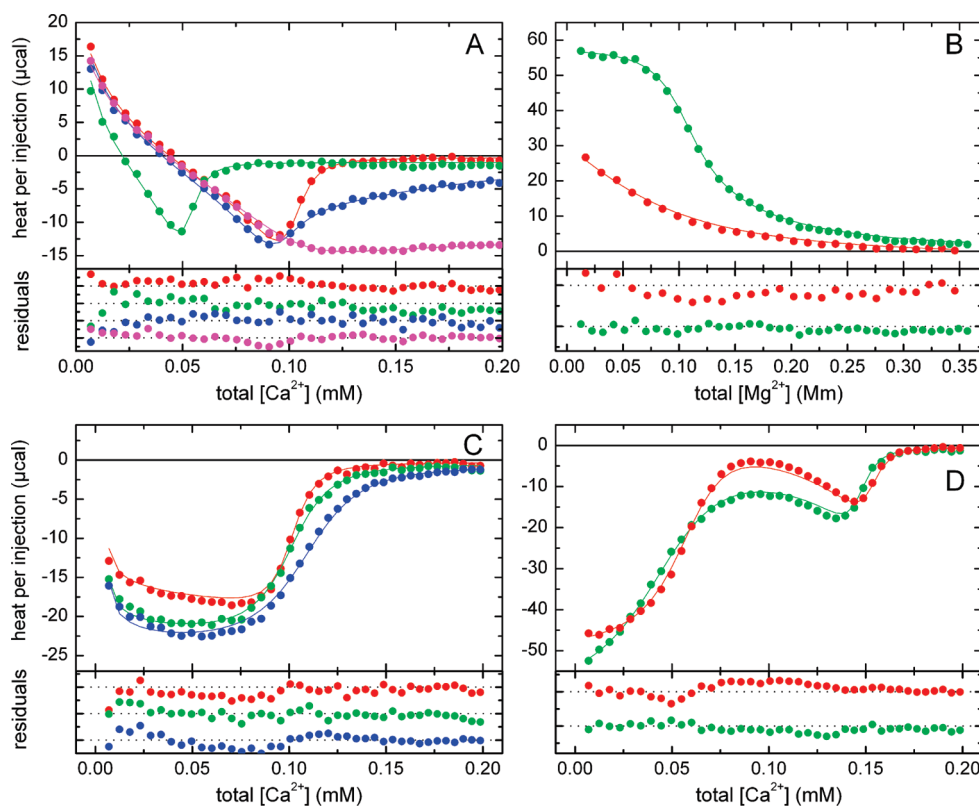 A
heat per injection (µcal)
20
15
10
5
0
-5
-10
-15
residuals
0.00 0.05 0.10 0.15 0.20
total [Ca²⁺] (mM)
B
60
50
40
30
20
10
0
0.00 0.05 0.10 0.15 0.20 0.25 0.30 0.35
total [Mg²⁺] (Mm)
C
heat per injection (µcal)
0
-5
-10
-15
-20
-25
residuals
0.00 0.05 0.10 0.15 0.20
total [Ca²⁺] (mM)
D
0
-10
-20
-30
-40
-50
0.00 0.05 0.10 0.15 0.20
total [Ca²⁺] (mM)